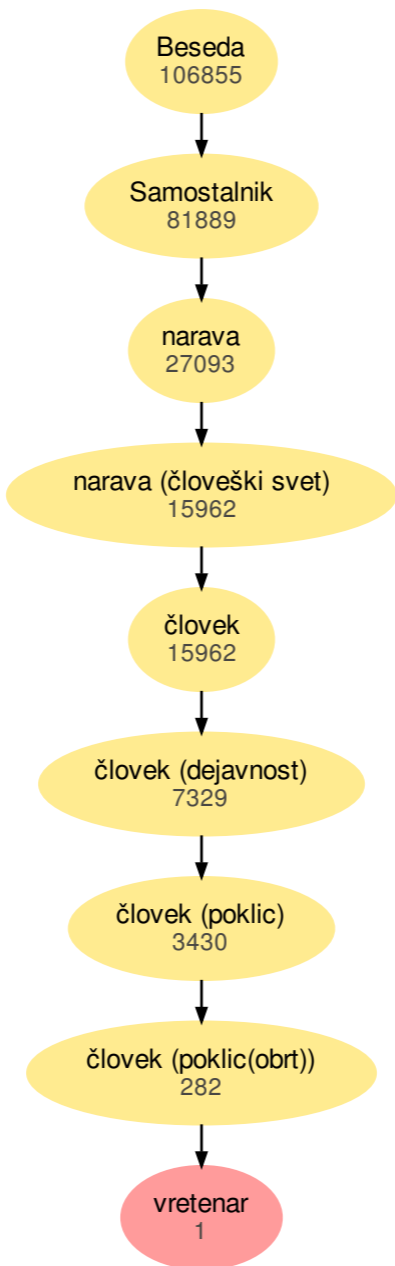 Beseda
106855
Samostalnik
81889
narava
27093
narava (človeški svet)
15962
človek
15962
človek (dejavnost)
7329
človek (poklic)
3430
človek (poklic(obrt))
282
vretenar
1